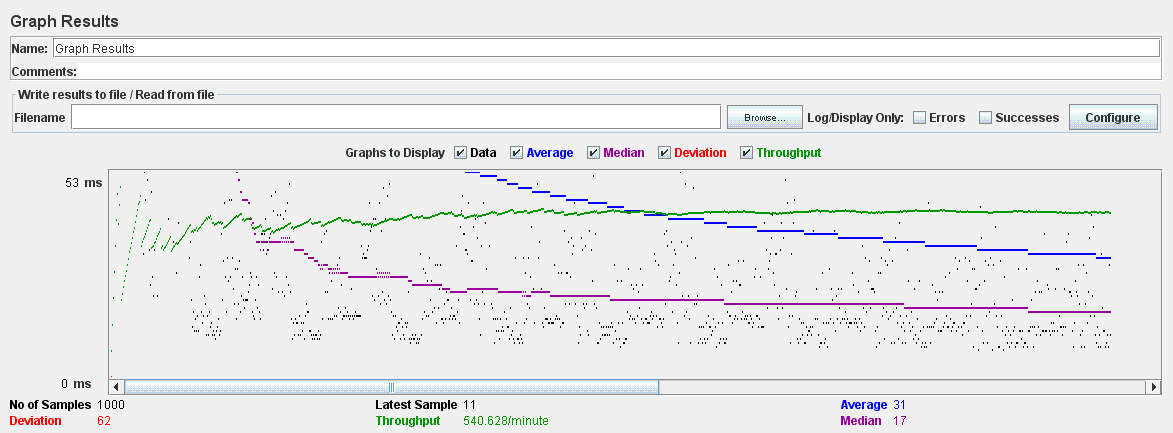 Graph Results
Name: Graph Results
Comments:
Write results to file / Read from file
Filename Browse... Log/Display Only: Errors Successes Configure
Graphs to Display Data Average Median Deviation Throughput
53 ms
0 ms
No of Samples 1000 Latest Sample 11 Average 31
Deviation 62 Throughput 540.628/minute Median 17